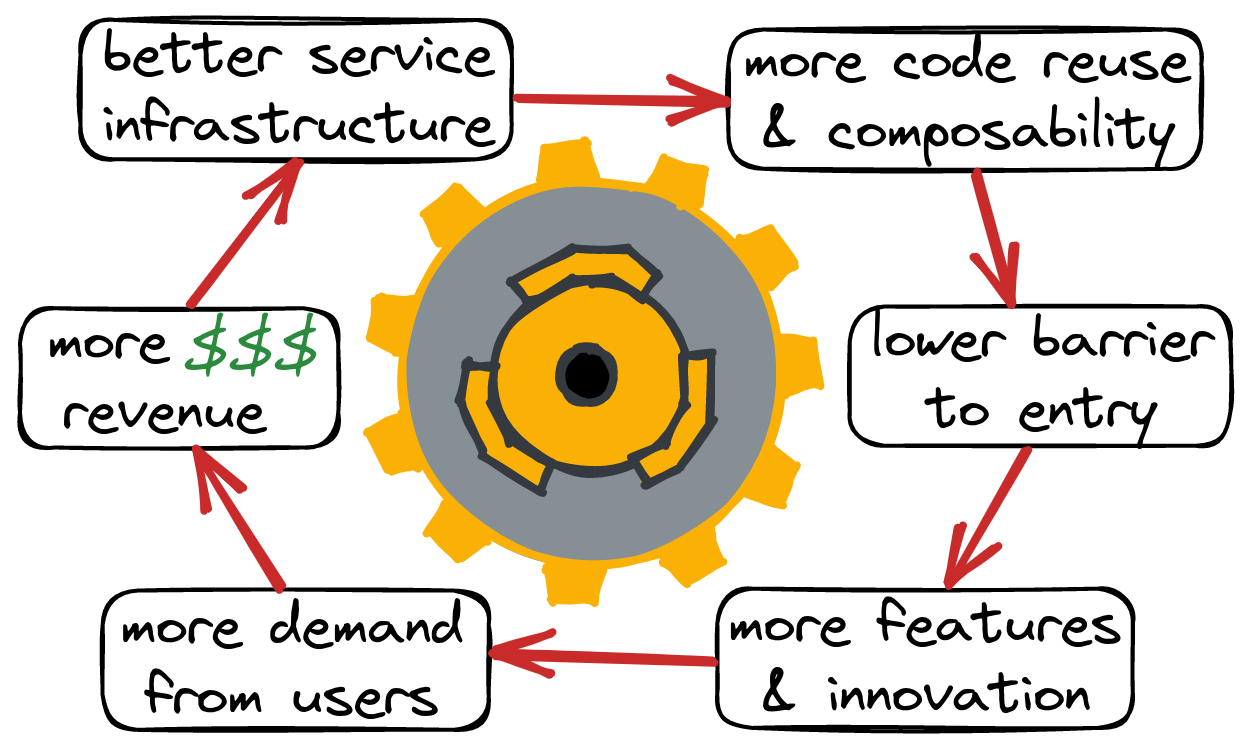 better service
infrastructure
more code reuse
& composability
lower barrier
to entry
more features
& innovation
more demand
from users
more $$$
revenue